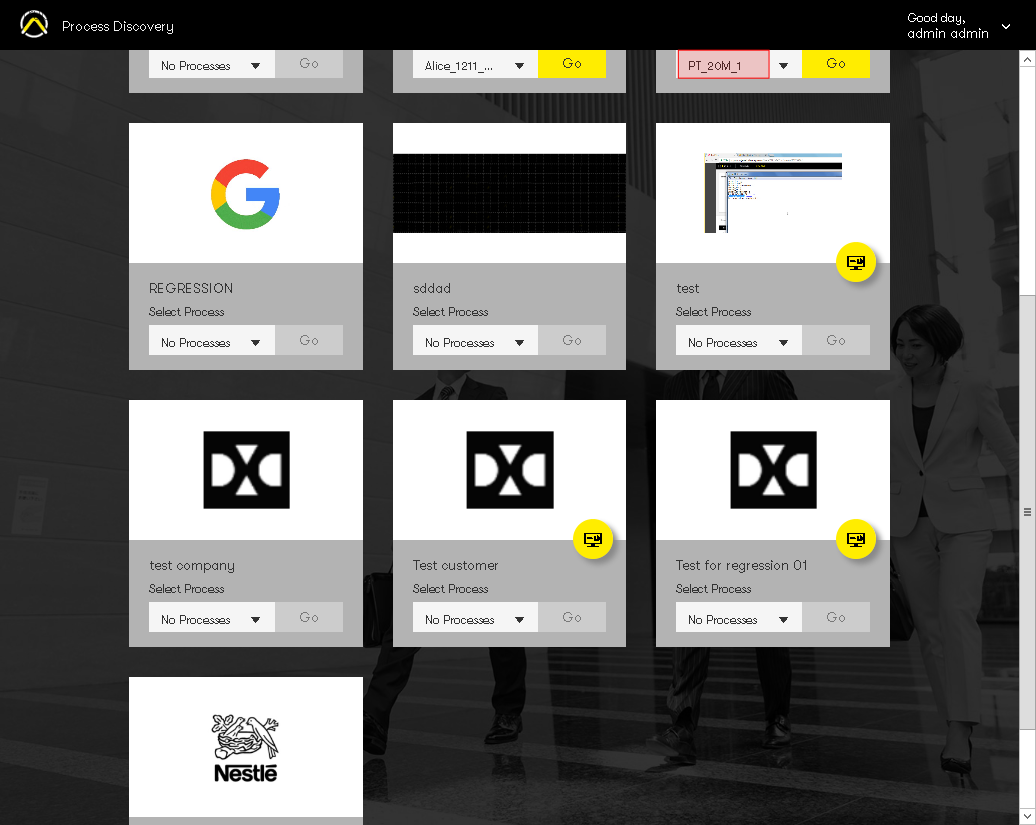 Process Discovery
Good day,
admin admin
No Processes
Go
Alice_1211_...
Go
PT_20M_1
Go
REGRESSION
Select Process
No Processes
Go
sddad
Select Process
No Processes
Go
test
Select Process
No Processes
Go
test company
Select Process
No Processes
Go
Test customer
Select Process
No Processes
Go
Test for regression 01
Select Process
No Processes
Go
Nestlé